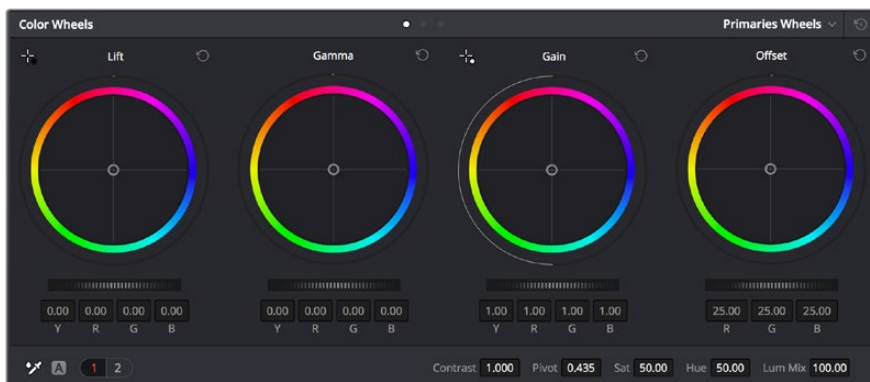 Color Wheels Primaries Wheels
Lift Gamma Gain Offset
0.00 0.00 0.00 0.00 0.00 0.00 0.00 0.00 1.00 1.00 1.00 1.00 25.00 25.00 25.00
Y R G B Y R G B Y R G B R G B
A 1 2 Contrast 1.000 Pivot 0.435 Sat 50.00 Hue 50.00 Lum Mix 100.00